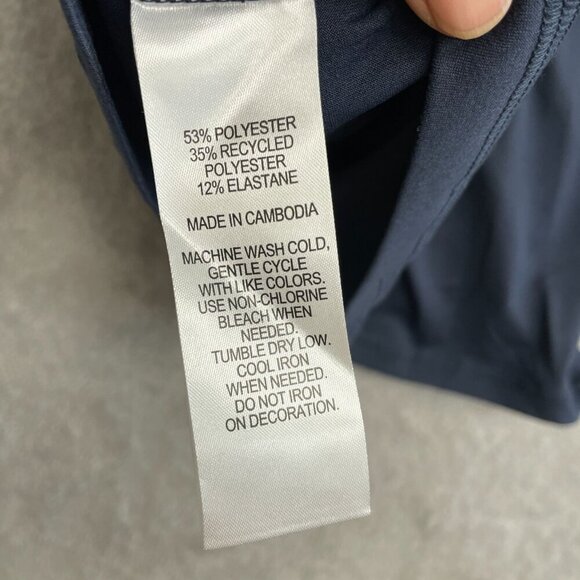 53% POLYESTER
35% RECYCLED
POLYESTER
12% ELASTANE
MADE IN CAMBODIA
MACHINE WASH COLD,
GENTLE CYCLE
WITH LIKE COLORS.
USE NON-CHLORINE
BLEACH WHEN
NEEDED.
TUMBLE DRY LOW.
COOL IRON
WHEN NEEDED.
DO NOT IRON
ON DECORATION.